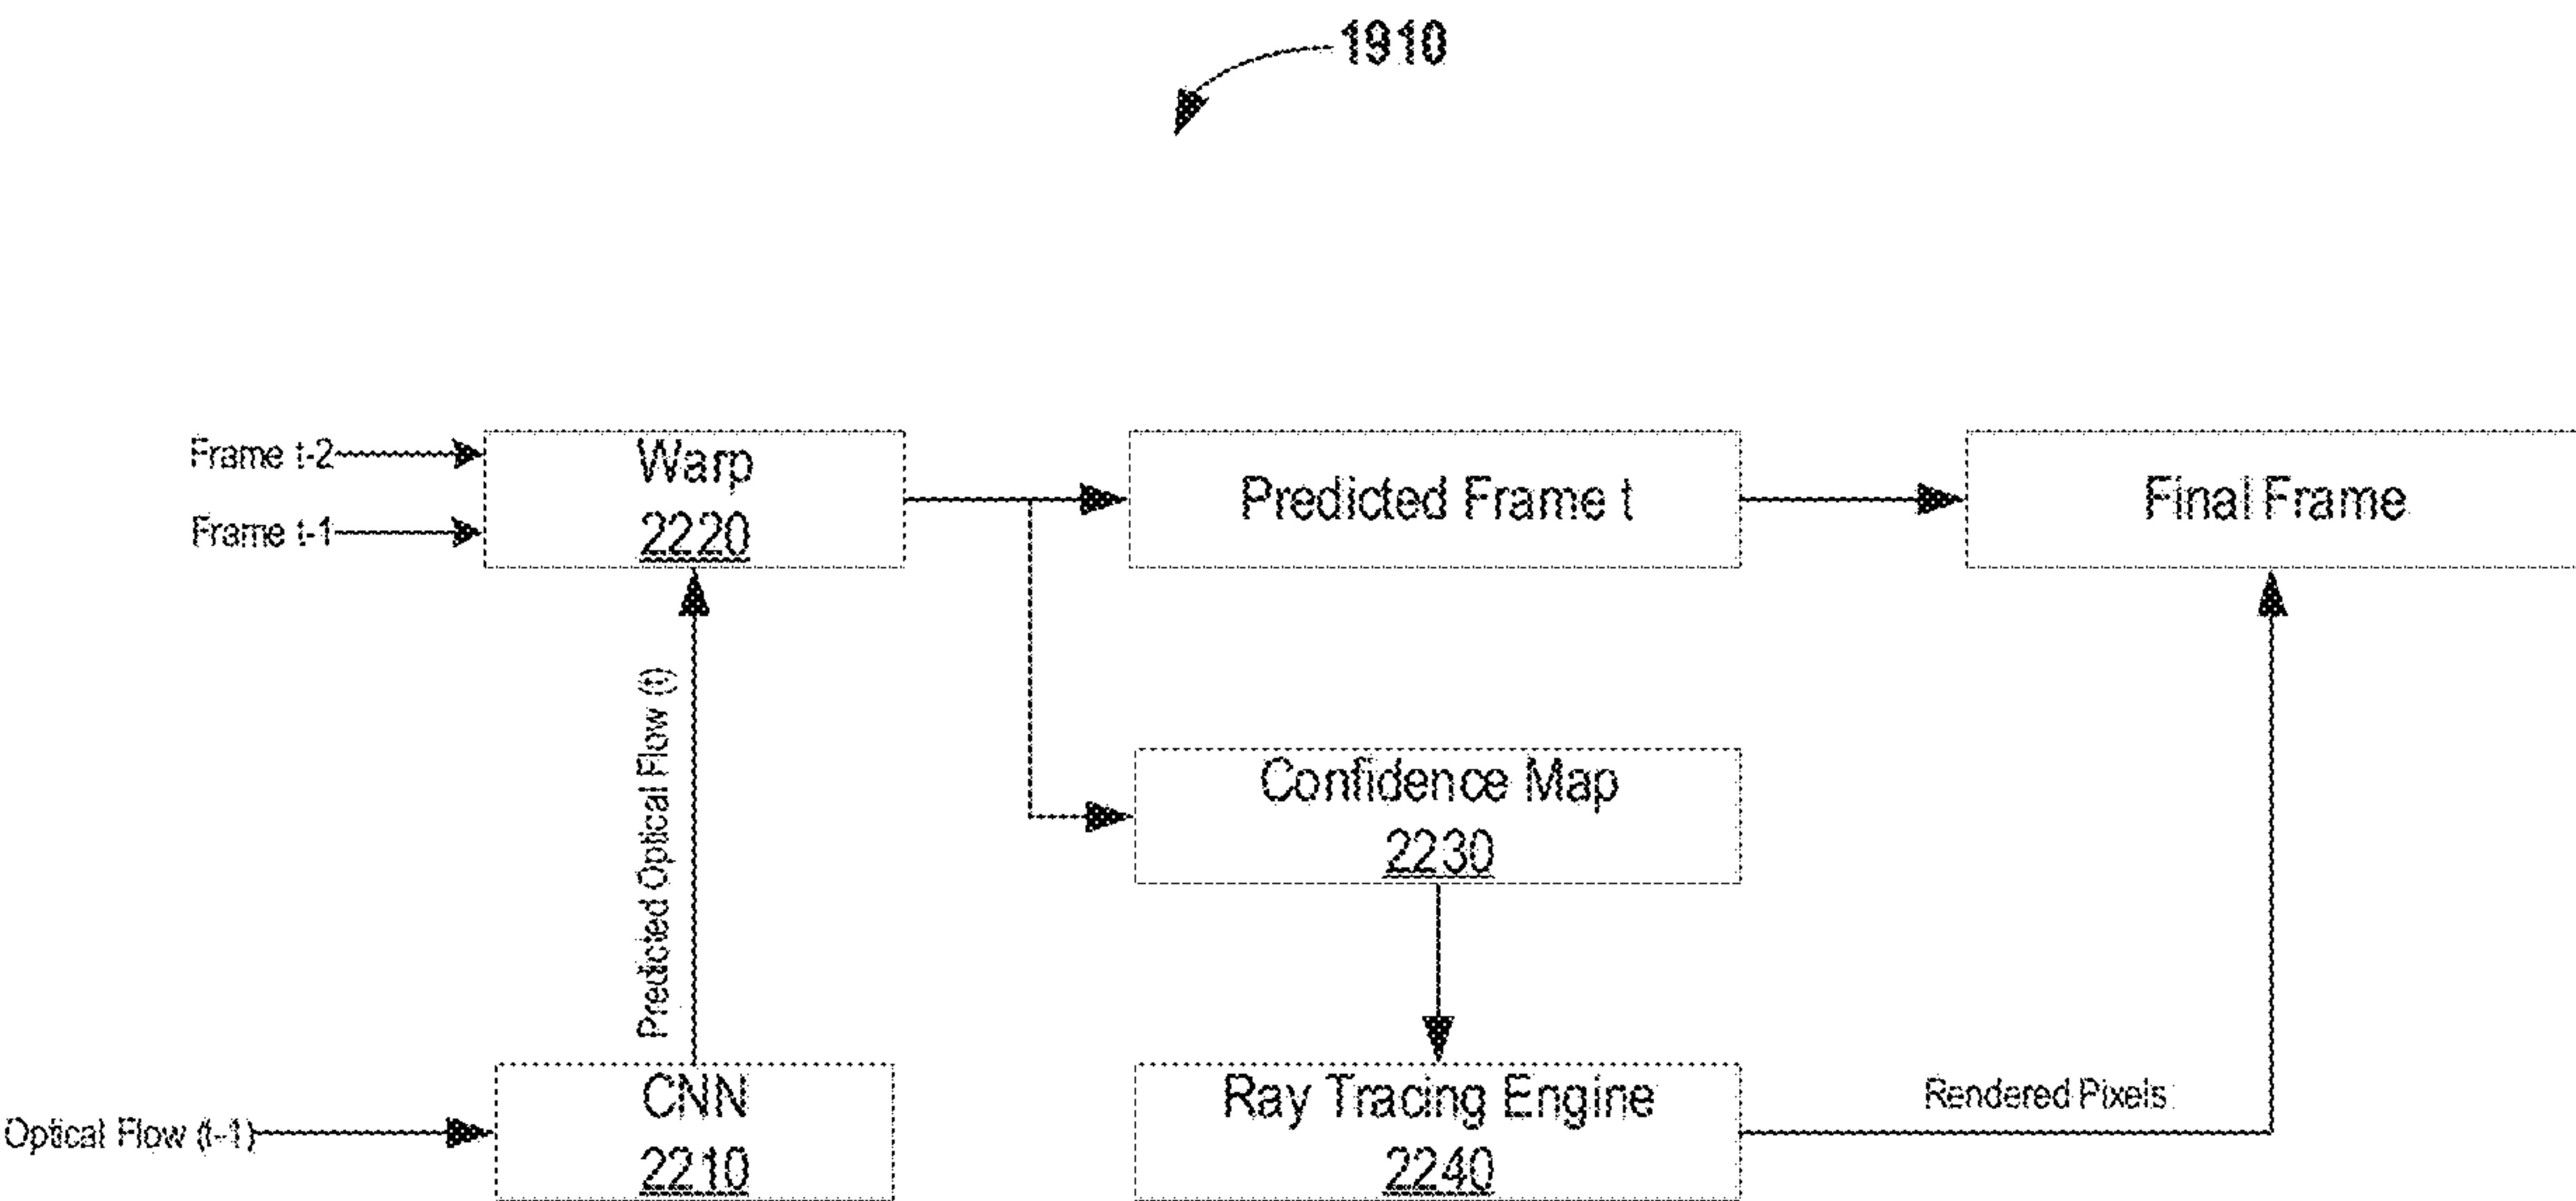 1910
Frame t-2
Frame t-1
Warp
2220
Predicted Frame t
Final Frame
Predicted Optical Flow (t)
Confidence Map
2230
Optical Flow (t-1)
CNN
2210
Ray Tracing Engine
2240
Rendered Pixels